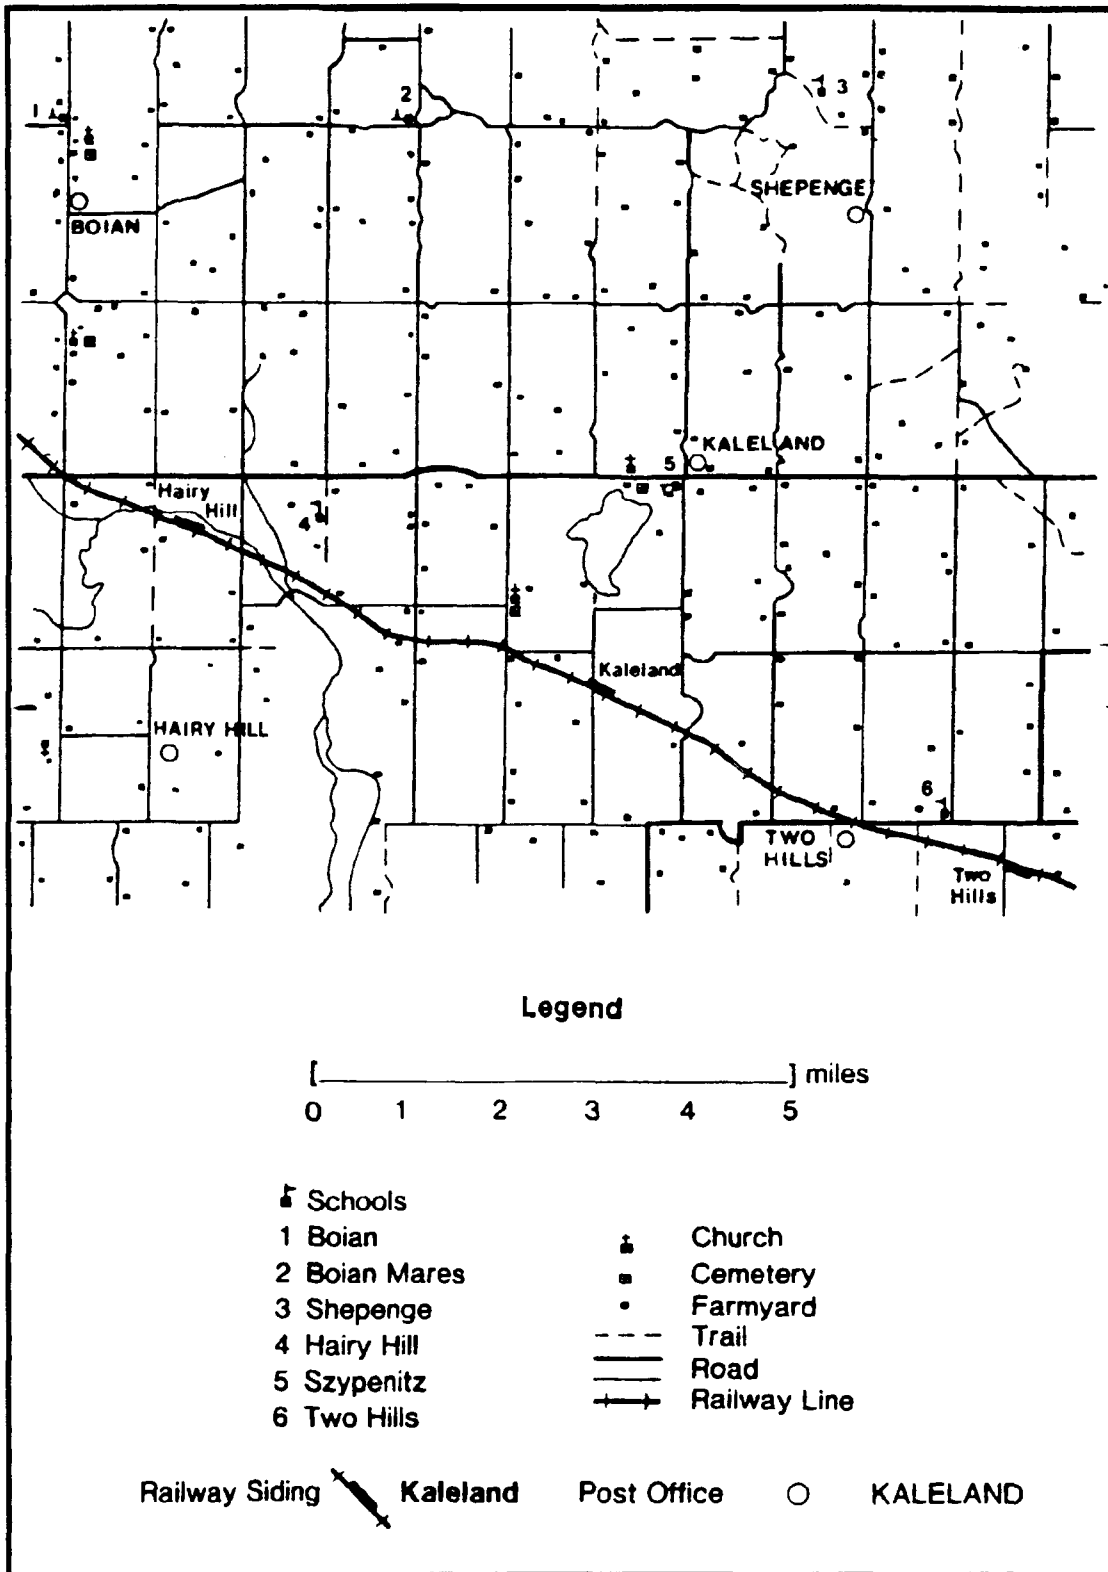 1
2
3
SHEPENGE
BOIAN
KALELAND
5
Hairy
Hill
4
Kaleland
HAIRY HILL
6
TWO
HILLS
Two
Hills
Legend
[ ] miles
0 1 2 3 4 5
Schools
1 Boian
2 Boian Mares
3 Shepenge
4 Hairy Hill
5 Szypenitz
6 Two Hills
Church
Cemetery
Farmyard
Trail
Road
Railway Line
Railway Siding Kaleland Post Office KALELAND